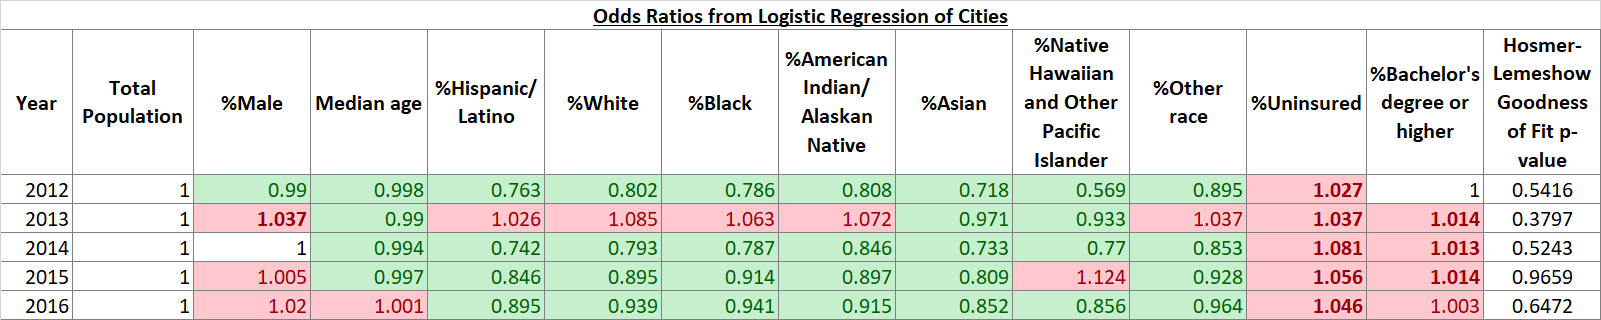 Odds Ratios from Logistic Regression of Cities
Year Total Population %Male Median age %Hispanic/ Latino %White %Black %American Indian/ Alaskan Native %Asian %Native Hawaiian and Other Pacific Islander %Other race %Uninsured %Bachelor's degree or higher Hosmer-Lemeshow Goodness of Fit p-value
2012 1 0.99 0.998 0.763 0.802 0.786 0.808 0.718 0.569 0.895 1.027 1 0.5416
2013 1 1.037 0.99 1.026 1.085 1.063 1.072 0.971 0.933 1.037 1.037 1.014 0.3797
2014 1 1 0.994 0.742 0.793 0.787 0.846 0.733 0.77 0.853 1.081 1.013 0.5243
2015 1 1.005 0.997 0.846 0.895 0.914 0.897 0.809 1.124 0.928 1.056 1.014 0.9659
2016 1 1.02 1.001 0.895 0.939 0.941 0.915 0.852 0.856 0.964 1.046 1.003 0.6472